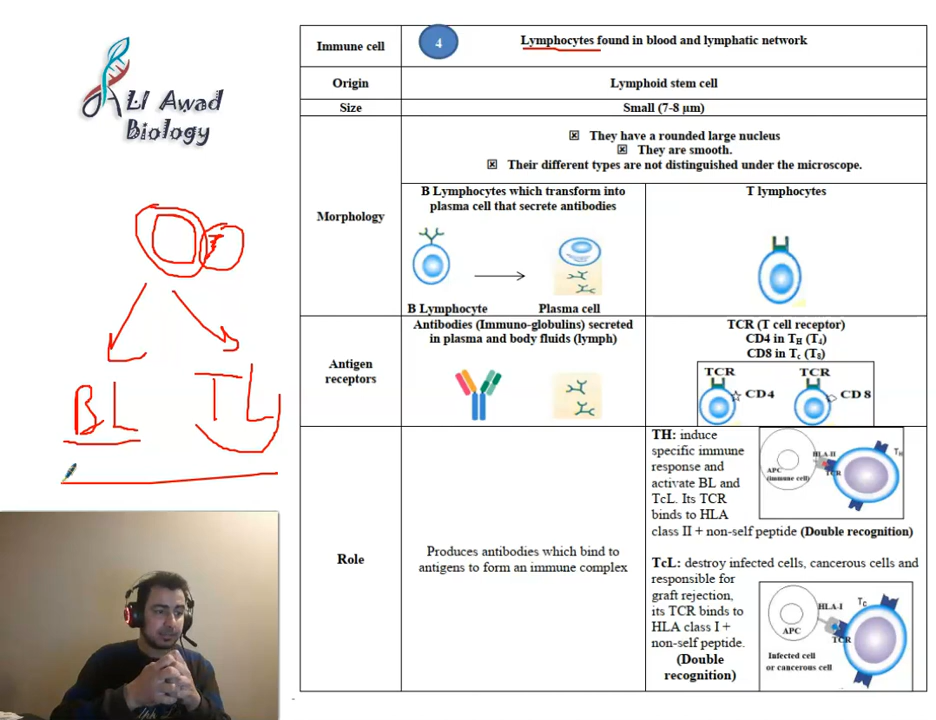 ALI Awad
Biology
BL
TL
Immune cell
4
Lymphocytes found in blood and lymphatic network
Origin
Lymphoid stem cell
Size
Small (7-8 µm)
Morphology
They have a rounded large nucleus
They are smooth.
Their different types are not distinguished under the microscope.
B Lymphocytes which transform into
plasma cell that secrete antibodies
B Lymphocyte
Plasma cell
T lymphocytes
Antigen
receptors
Antibodies (Immuno-globulins) secreted
in plasma and body fluids (lymph)
TCR (T cell receptor)
CD4 in TH (T4)
CD8 in Tc (T8)
TCR
CD4
TCR
CD 8
Role
Produces antibodies which bind to
antigens to form an immune complex
TH: induce
specific immune
response and
activate BL and
TcL. Its TCR
binds to HLA
class II + non-self peptide (Double recognition)
HLA-II
TH
APC
(immune cell)
TCR
TcL: destroy infected cells, cancerous cells and
responsible for
graft rejection,
its TCR binds to
HLA class I +
non-self peptide.
(Double
recognition)
HLA-I
TC
APC
TCR
Infected cell
or cancerous cell